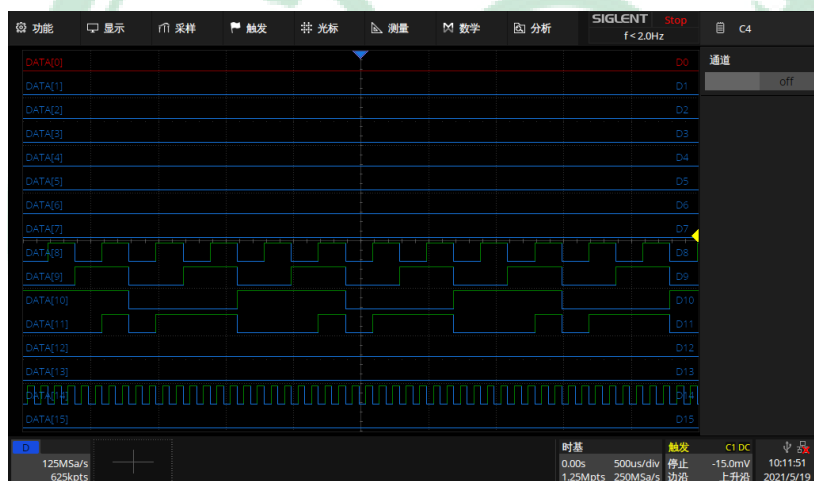 功能 显示 采样 触发 光标 测量 数学 分析 SIGLENT Stop C4
f < 2.0Hz
通道
off
DATA[0] D0
DATA[1] D1
DATA[2] D2
DATA[3] D3
DATA[4] D4
DATA[5] D5
DATA[6] D6
DATA[7] D7
DATA[8] D8
DATA[9] D9
DATA[10] D10
DATA[11] D11
DATA[12] D12
DATA[13] D13
DATA[14] D14
DATA[15] D15
D 时基 触发 C1 DC
125MSa/s 0.00s 500us/div 停止 -15.0mV 10:11:51
625kpts 1.25Mpts 250MSa/s 边沿 上升沿 2021/5/19